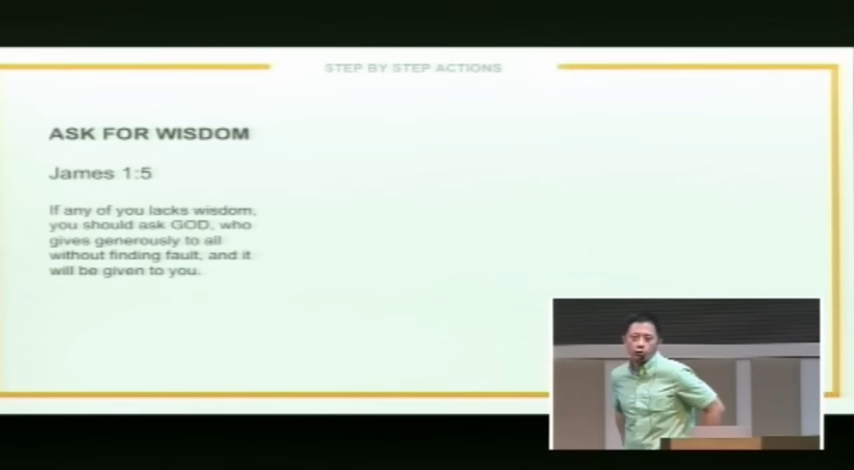 STEP BY STEP ACTIONS
ASK FOR WISDOM
James 1:5
If any of you lacks wisdom,
you should ask GOD, who
gives generously to all
without finding fault, and it
will be given to you.